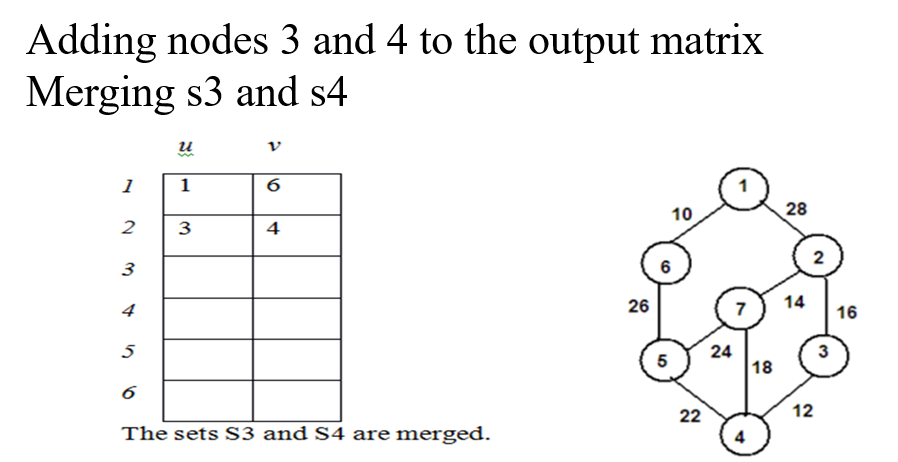 Adding nodes 3 and 4 to the output matrix
Merging s3 and s4
u v
1 1 6
2 3 4
3
4
5
6
The sets S3 and S4 are merged.
1
10 28
6 2
26 7 14 16
5 24 18 3
22 12
4